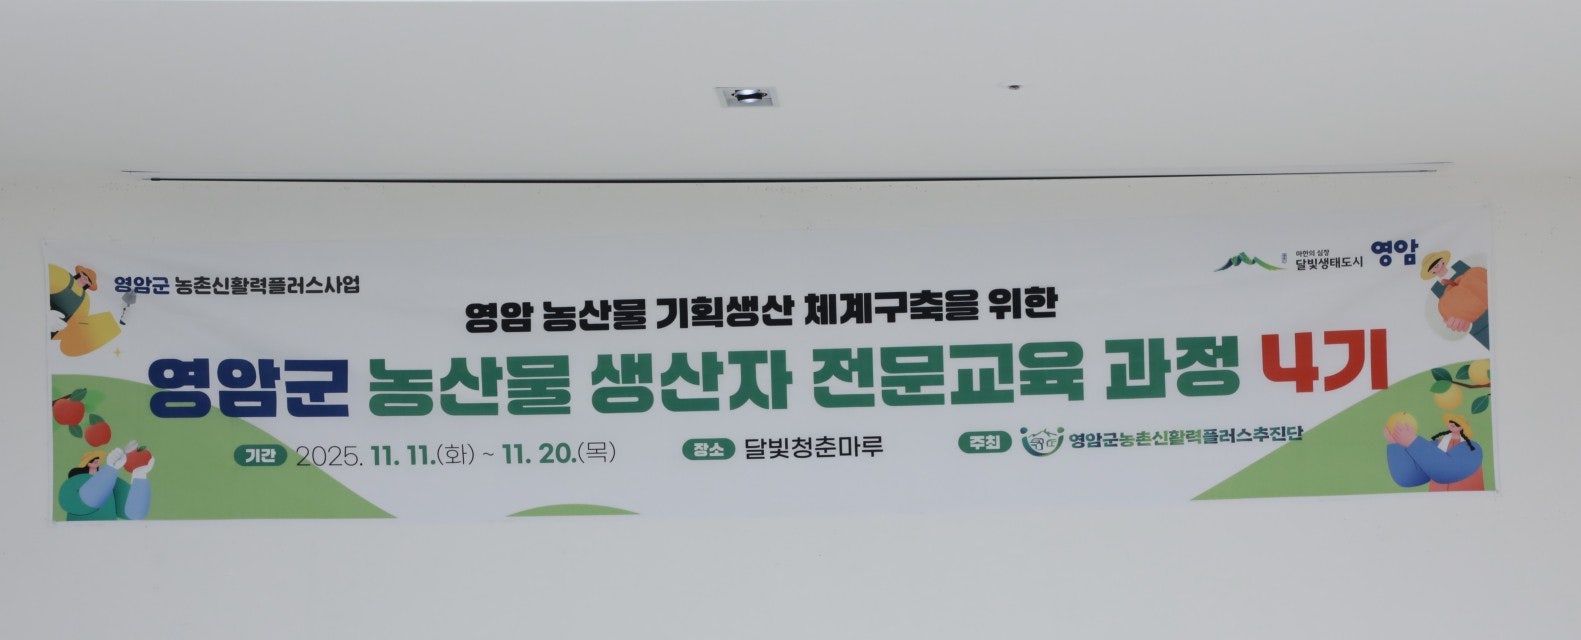 영암군 농촌신활력플러스사업
마한의 심장
달빛생태도시 영암
영암 농산물 기획생산 체계구축을 위한
영암군 농산물 생산자 전문교육 과정 4기
기간 2025. 11. 11.(화) ~ 11. 20.(목)
장소 달빛청춘마루
주최 영암군농촌신활력플러스추진단